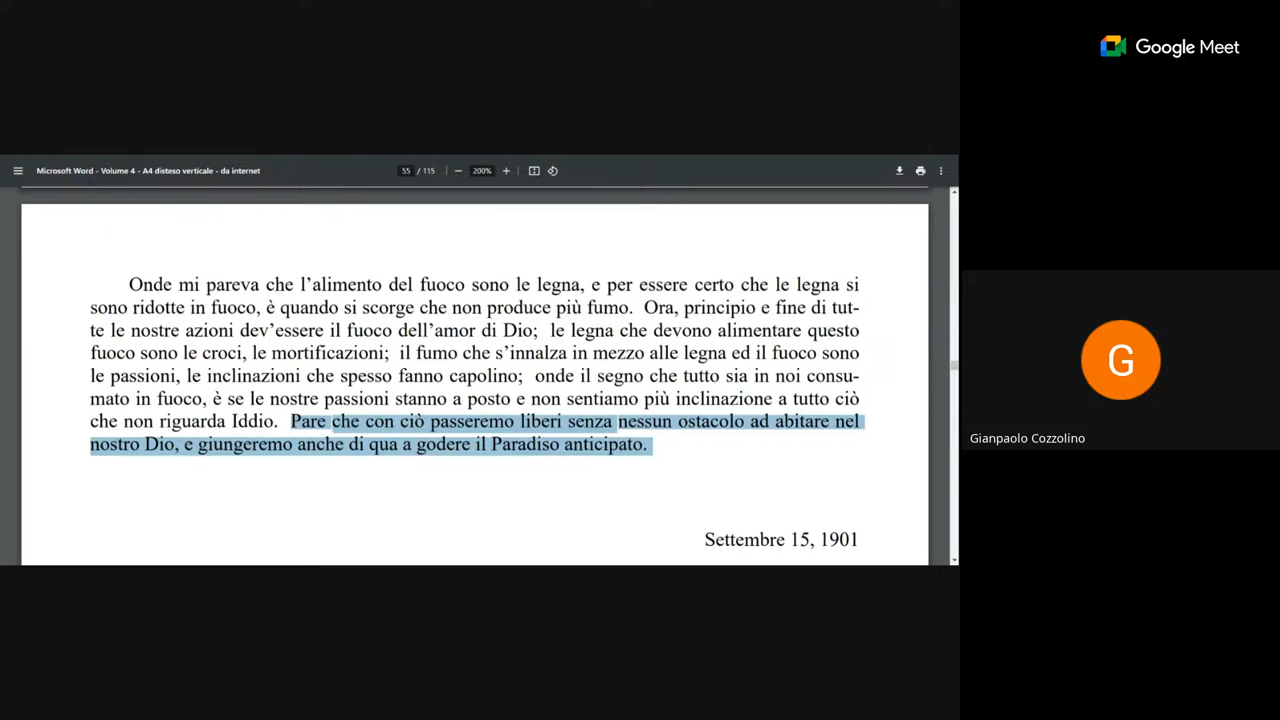 Google Meet
Microsoft Word - Volume 4 - A4 disteso verticale - da internet
55 / 115
200%
Onde mi pareva che l’alimento del fuoco sono le legna, e per essere certo che le legna si
sono ridotte in fuoco, è quando si scorge che non produce più fumo. Ora, principio e fine di tut-
te le nostre azioni dev’essere il fuoco dell’amor di Dio; le legna che devono alimentare questo
fuoco sono le croci, le mortificazioni; il fumo che s’innalza in mezzo alle legna ed il fuoco sono
le passioni, le inclinazioni che spesso fanno capolino; onde il segno che tutto sia in noi consu-
mato in fuoco, è se le nostre passioni stanno a posto e non sentiamo più inclinazione a tutto ciò
che non riguarda Iddio. Pare che con ciò passeremo liberi senza nessun ostacolo ad abitare nel
nostro Dio, e giungeremo anche di qua a godere il Paradiso anticipato.
Settembre 15, 1901
G
Gianpaolo Cozzolino